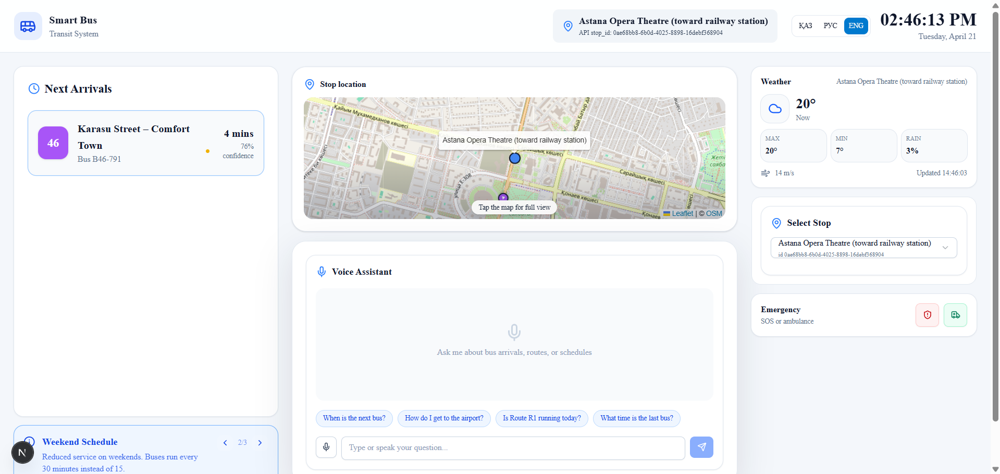 Smart Bus
Transit System
Astana Opera Theatre (toward railway station)
API stop_id: 0ae68bb8-6b0d-4025-8898-16debf368904
ҚАЗ
РУС
ENG
02:46:13 PM
Tuesday, April 21
Next Arrivals
46
Karasu Street – Comfort
Town
Bus B46-791
4 mins
76%
confidence
Weekend Schedule
2/3
Reduced service on weekends. Buses run every
30 minutes instead of 15.
N
Stop location
Қайым Мұхамедханов көшесі
Astana Opera Theatre (toward railway station)
Сарайшық көшесі
улица Е-308
Қонаев көшесі
Tap the map for full view
Leaflet | © OSM
Voice Assistant
Ask me about bus arrivals, routes, or schedules
When is the next bus?
How do I get to the airport?
Is Route R1 running today?
What time is the last bus?
Type or speak your question...
Weather
Astana Opera Theatre (toward railway station)
20°
Now
MAX
20°
MIN
7°
RAIN
3%
14 m/s
Updated 14:46:03
Select Stop
Astana Opera Theatre (toward railway station)
id 0ae68bb8-6b0d-4025-8898-16debf368904
Emergency
SOS or ambulance